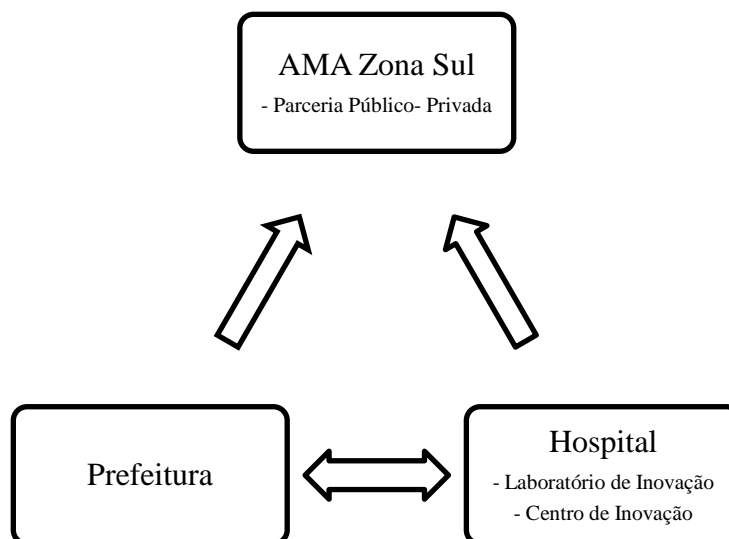 AMA Zona Sul
- Parceria Público- Privada
Prefeitura
Hospital
- Laboratório de Inovação
- Centro de Inovação